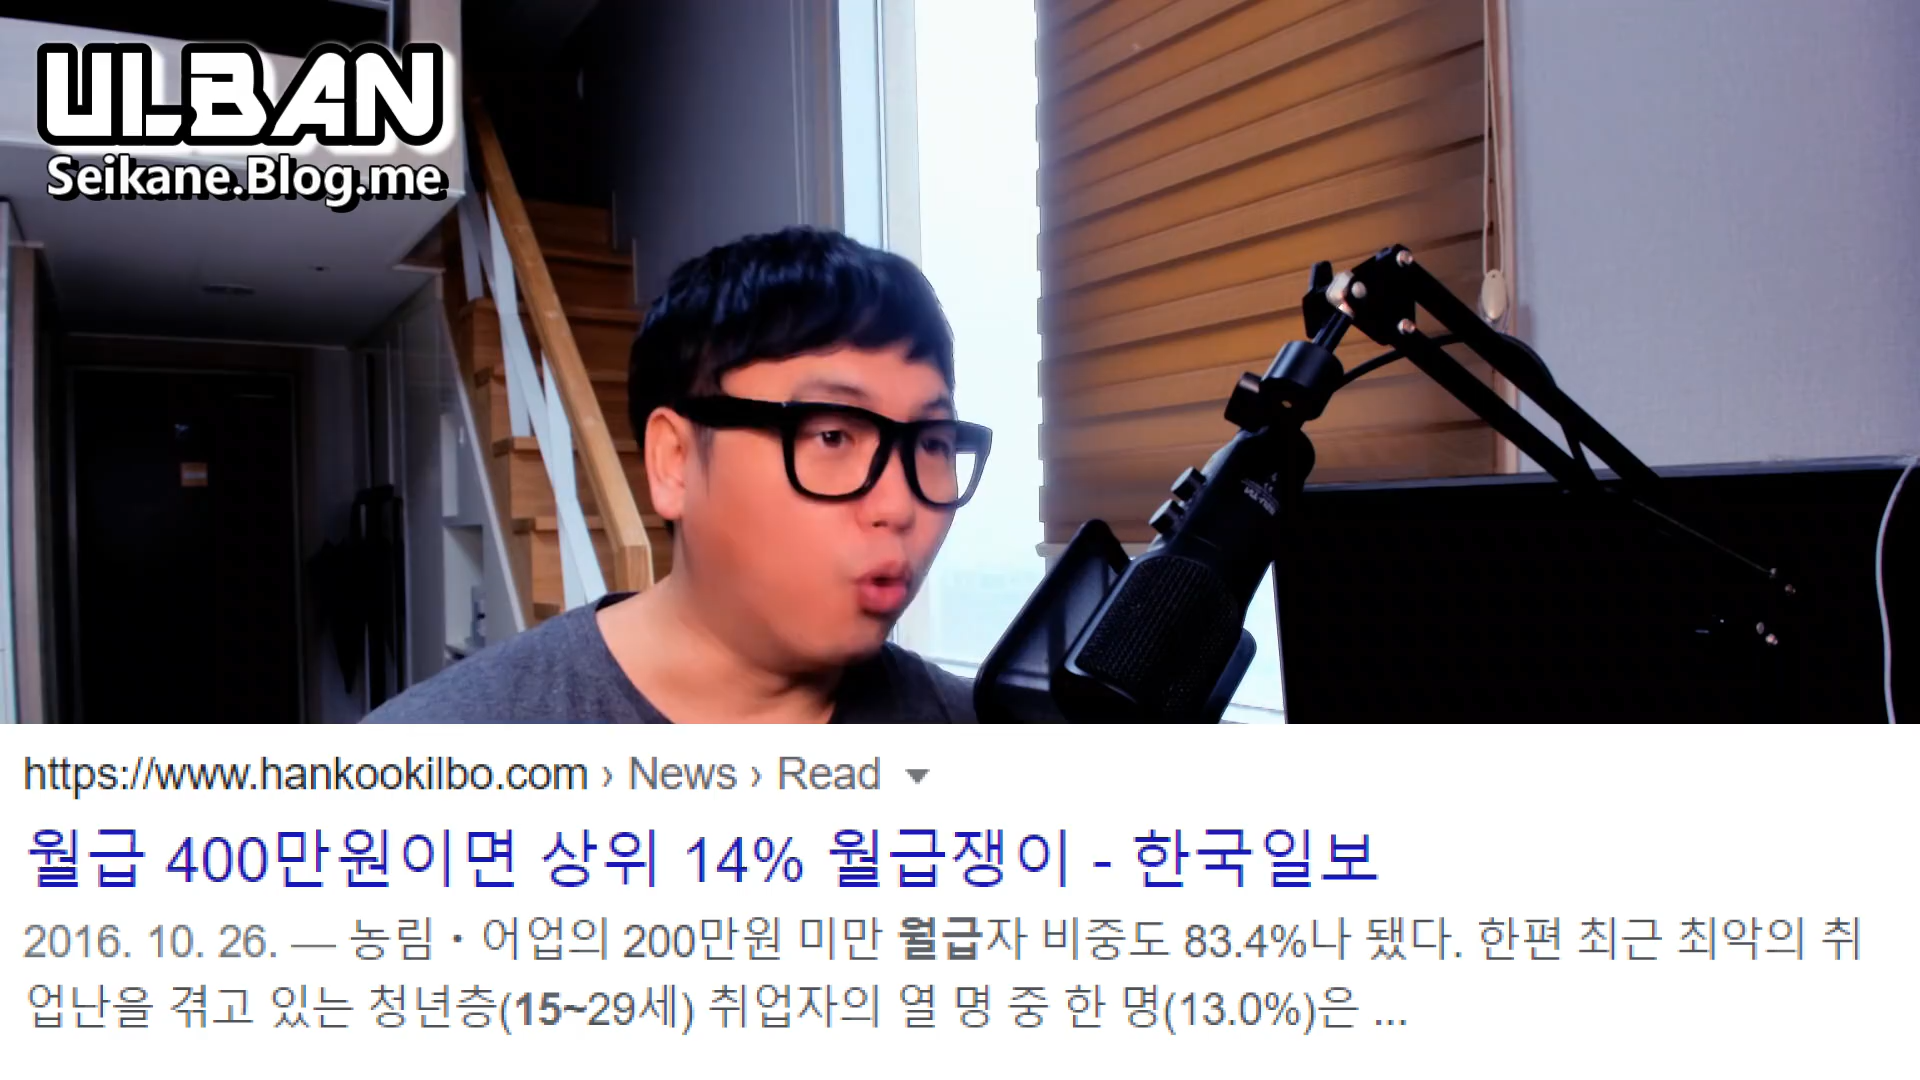 ULBAN
Seikane.Blog.me
https://www.hankookilbo.com › News › Read
월급 400만원이면 상위 14% 월급쟁이 - 한국일보
2016. 10. 26. — 농림・어업의 200만원 미만 월급자 비중도 83.4%나 됐다. 한편 최근 최악의 취
업난을 겪고 있는 청년층(15~29세) 취업자의 열 명 중 한 명(13.0%)은 ...